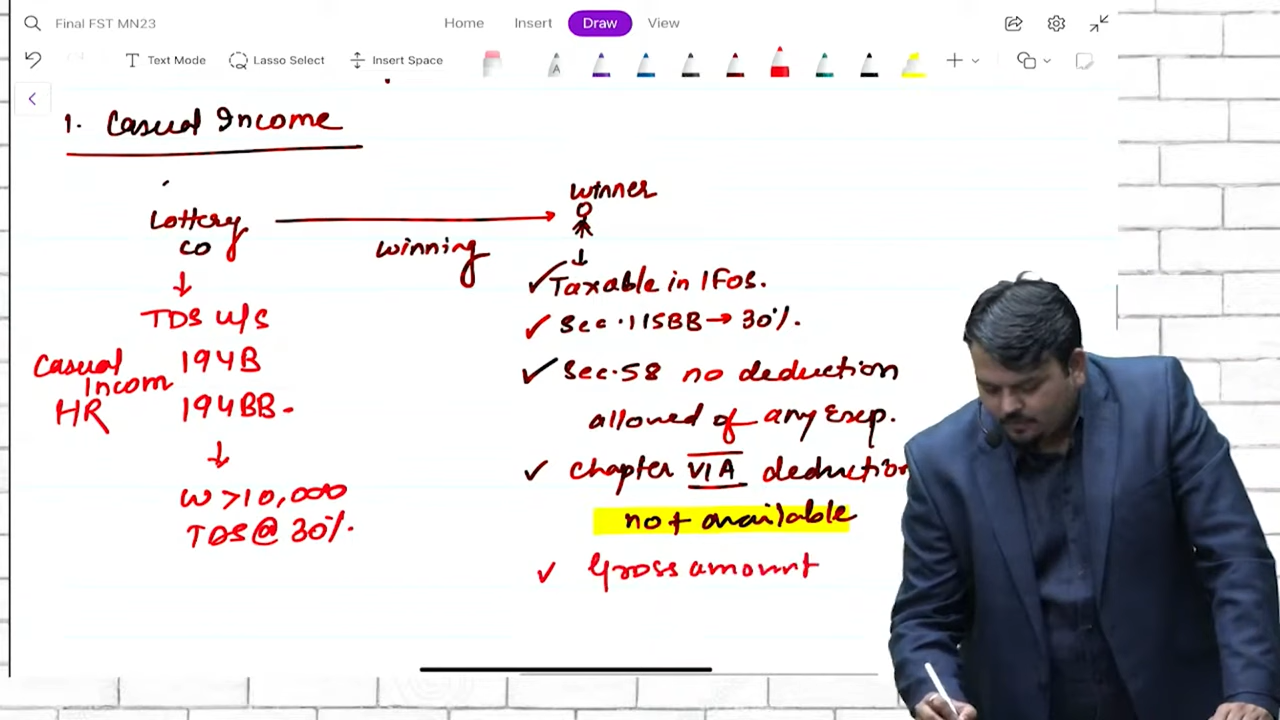 Final FST MN23
Home Insert Draw View
Text Mode Lasso Select Insert Space
1. Casual Income
Lottery co
winning
winner
TDS u/s
Casual Incom 194B
HR 194BB.
W > 10,000
TDS @ 30%.
Taxable in IFOS.
Sec. 115BB → 30%.
Sec. 58 no deduction
allowed of any Exep.
Chapter VIA deduction
not available
Gross amount